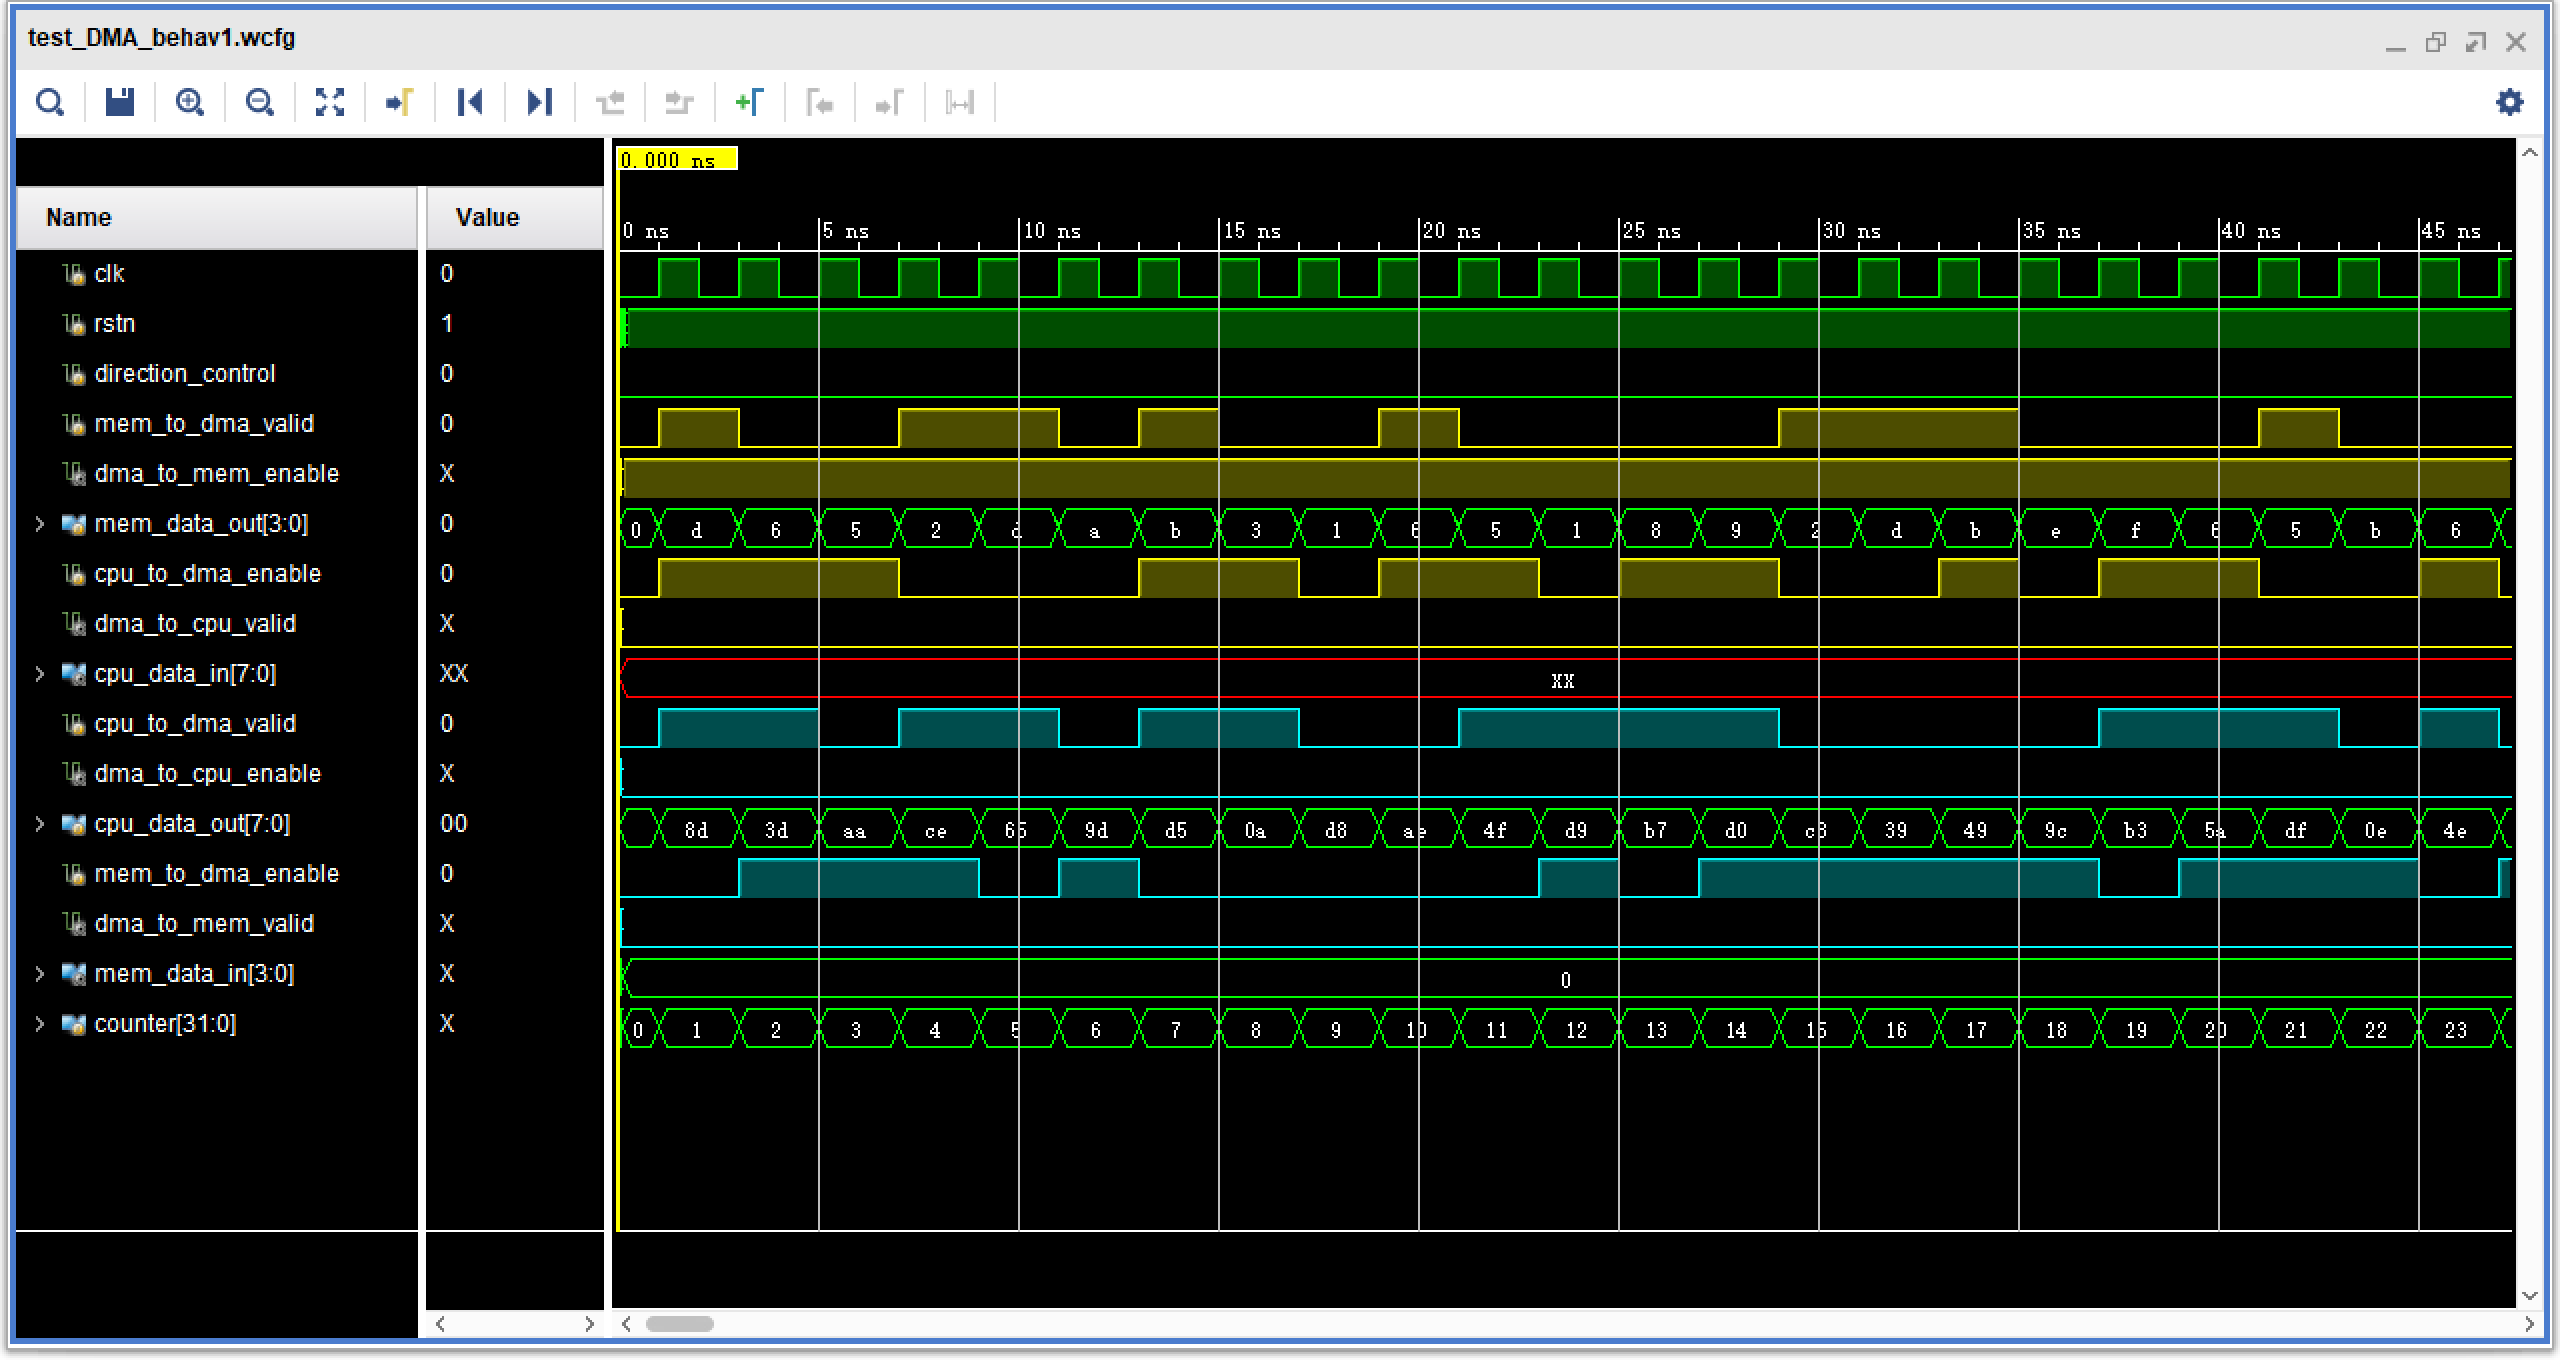 test_DMA_behav1.wcfg
0.000 ns
Name Value
0 ns 5 ns 10 ns 15 ns 20 ns 25 ns 30 ns 35 ns 40 ns 45 ns
clk 0
rstn 1
direction_control 0
mem_to_dma_valid 0
dma_to_mem_enable X
mem_data_out[3:0] 0 0 d 6 5 2 d a b 3 1 6 5 1 8 9 2 d b e f 6 5 b 6
cpu_to_dma_enable 0
dma_to_cpu_valid X
cpu_data_in[7:0] XX XX
cpu_to_dma_valid 0
dma_to_cpu_enable X
cpu_data_out[7:0] 00 8d 3d aa ce 65 9d d5 0a d8 ae 4f d9 b7 d0 c3 39 49 9c b3 5a df 0e 4e
mem_to_dma_enable 0
dma_to_mem_valid X
mem_data_in[3:0] X 0
counter[31:0] X 0 1 2 3 4 5 6 7 8 9 10 11 12 13 14 15 16 17 18 19 20 21 22 23